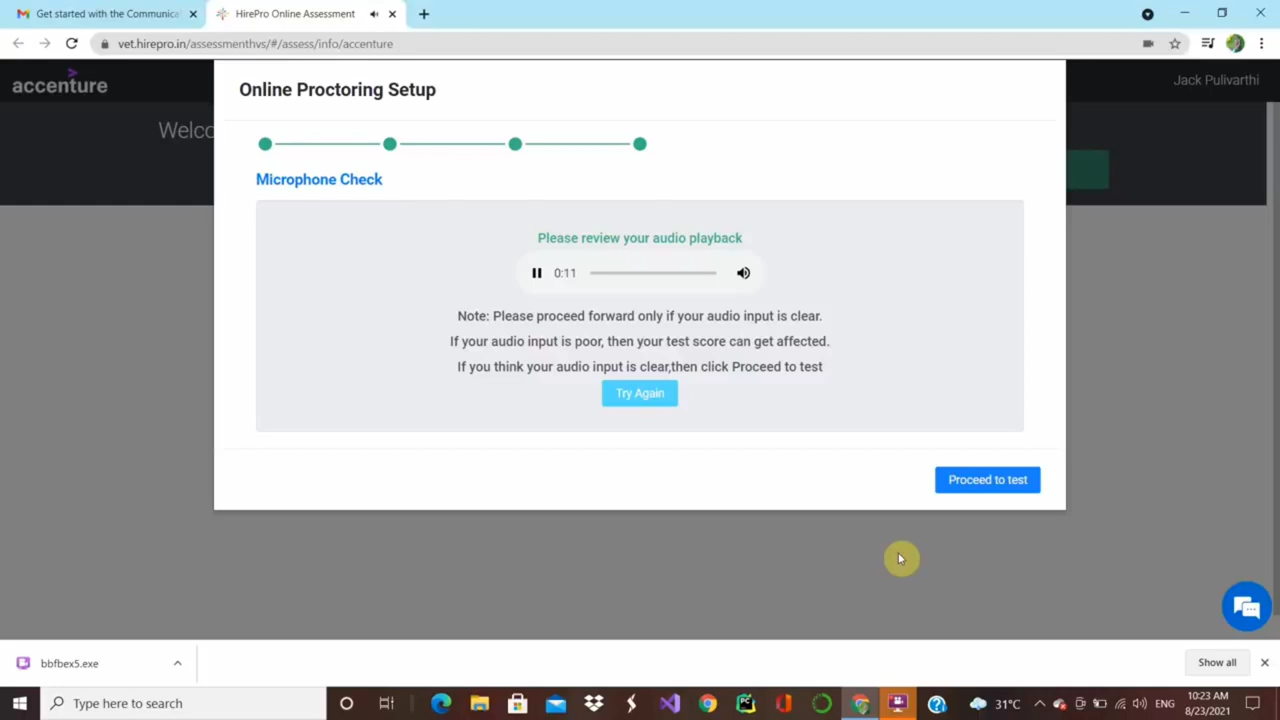 Get started with the Communica
HirePro Online Assessment
vet.hirepro.in/assessmenthvs/#/assess/info/accenture
accenture
Jack Pulivarthi
Welco
Online Proctoring Setup
Microphone Check
Please review your audio playback
0:11
Note: Please proceed forward only if your audio input is clear.
If your audio input is poor, then your test score can get affected.
If you think your audio input is clear,then click Proceed to test
Try Again
Proceed to test
bbfbex5.exe
Show all
Type here to search
PC
31°C
ENG
10:23 AM
8/23/2021